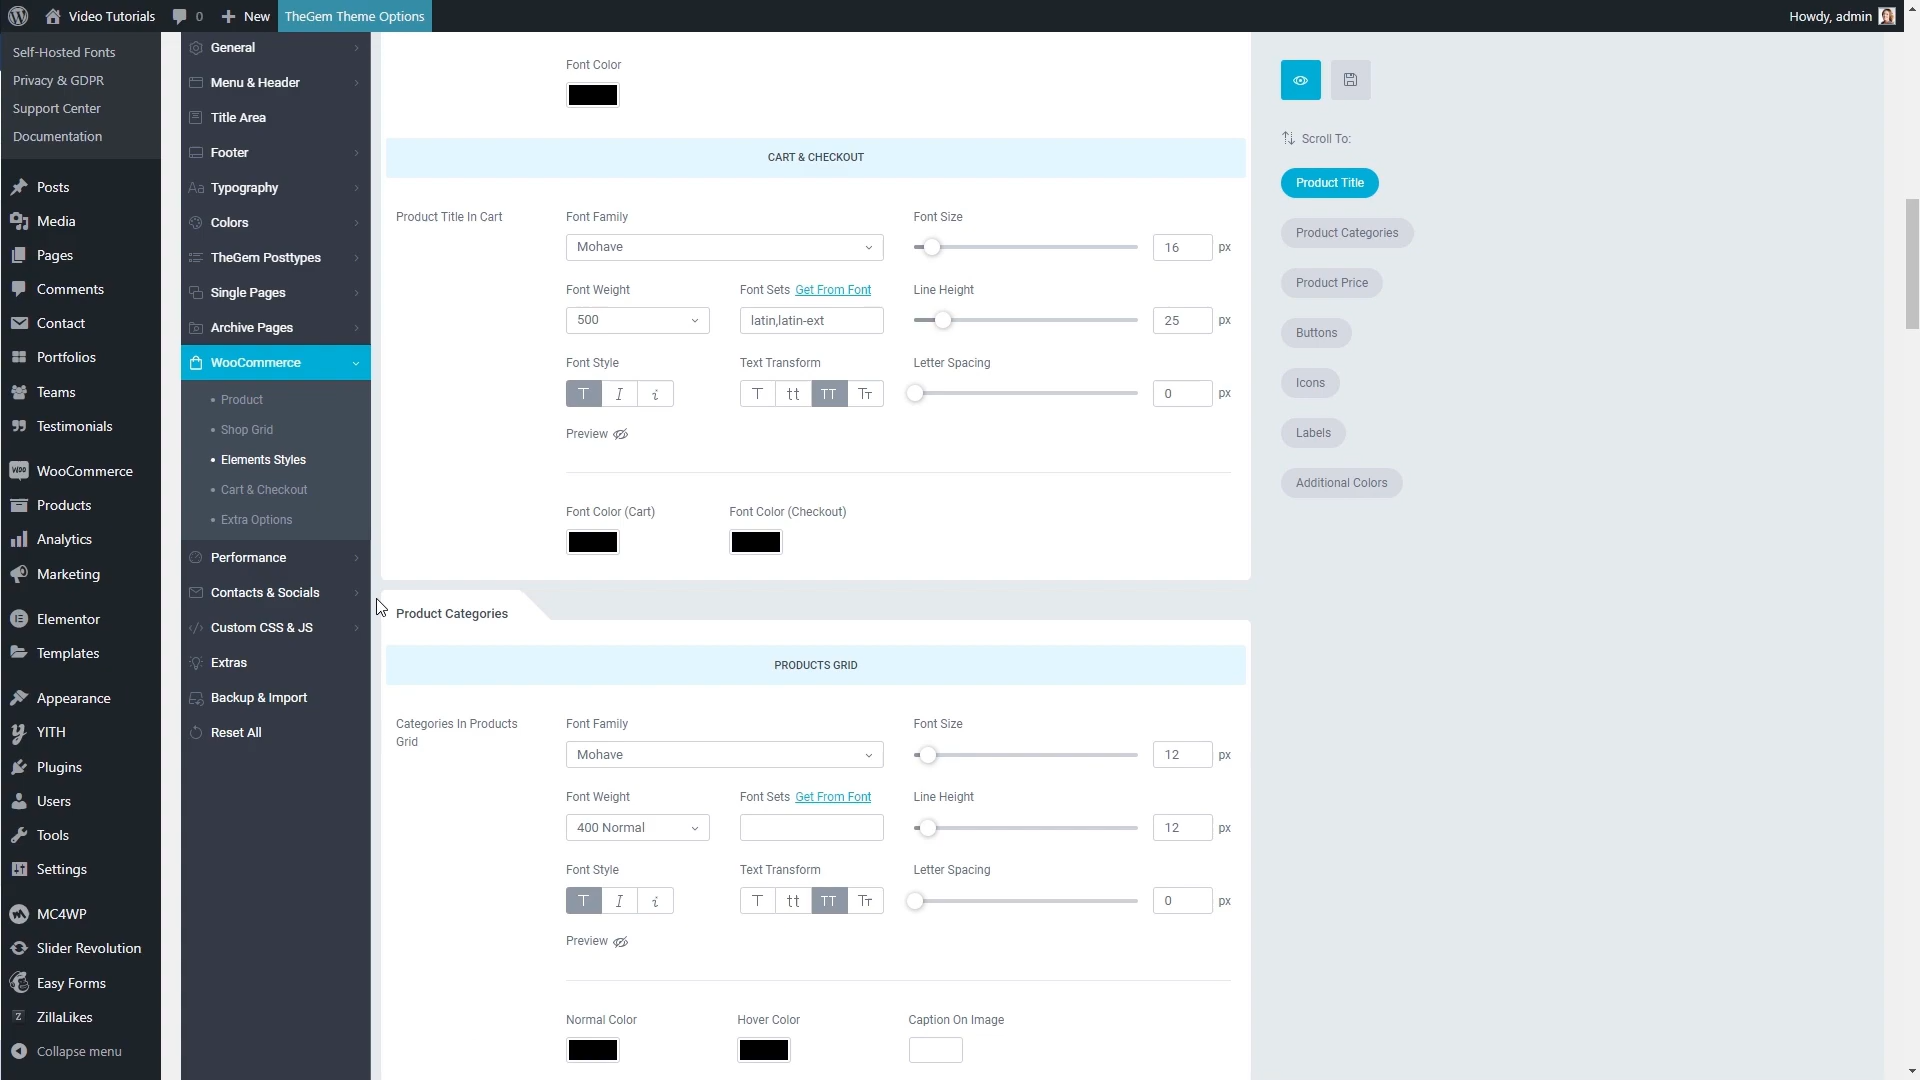 Video Tutorials
0
New
TheGem Theme Options
Howdy, admin
Self-Hosted Fonts
Privacy & GDPR
Support Center
Documentation
Posts
Media
Pages
Comments
Contact
Portfolios
Teams
Testimonials
WooCommerce
Products
Analytics
Marketing
Elementor
Templates
Appearance
YITH
Plugins
Users
Tools
Settings
MC4WP
Slider Revolution
Easy Forms
ZillaLikes
Collapse menu
General
Menu & Header
Title Area
Footer
Typography
Colors
TheGem Posttypes
Single Pages
Archive Pages
WooCommerce
Product
Shop Grid
Elements Styles
Cart & Checkout
Extra Options
Performance
Contacts & Socials
Custom CSS & JS
Extras
Backup & Import
Reset All
Font Color
CART & CHECKOUT
Product Title In Cart
Font Family
Font Size
Mohave
16 px
Font Weight
Font Sets Get From Font
Line Height
500
latin,latin-ext
25 px
Font Style
Text Transform
Letter Spacing
T I i
T tt TT Tт
0 px
Preview
Font Color (Cart)
Font Color (Checkout)
Product Categories
PRODUCTS GRID
Categories In Products
Grid
Font Family
Font Size
Mohave
12 px
Font Weight
Font Sets Get From Font
Line Height
400 Normal
12 px
Font Style
Text Transform
Letter Spacing
T I i
T tt TT Tт
0 px
Preview
Normal Color
Hover Color
Caption On Image
Scroll To:
Product Title
Product Categories
Product Price
Buttons
Icons
Labels
Additional Colors